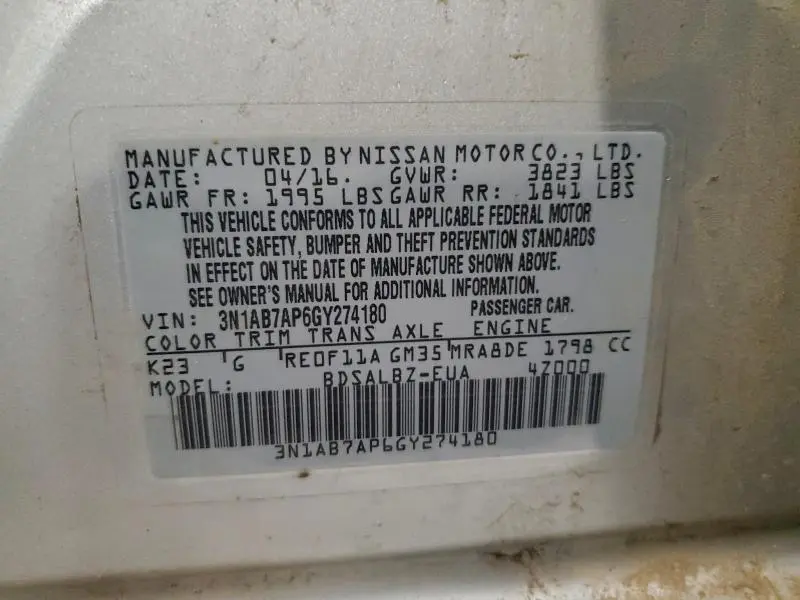 MANUFACTURED BY NISSAN MOTOR CO., LTD.
DATE: 04/16. GVWR: 3823 LBS
GAWR FR: 1995 LBS GAWR RR: 1841 LBS
THIS VEHICLE CONFORMS TO ALL APPLICABLE FEDERAL MOTOR
VEHICLE SAFETY, BUMPER AND THEFT PREVENTION STANDARDS
IN EFFECT ON THE DATE OF MANUFACTURE SHOWN ABOVE.
SEE OWNER'S MANUAL FOR ADDITIONAL INFORMATION.
VIN: 3N1AB7AP6GY274180 PASSENGER CAR.
COLOR TRIM TRANS AXLE ENGINE
K23 G RE0F11A GM35 MRA8DE 1798 CC
MODEL: BDSALBZ-EUA 4Z000
3N1AB7AP6GY274180